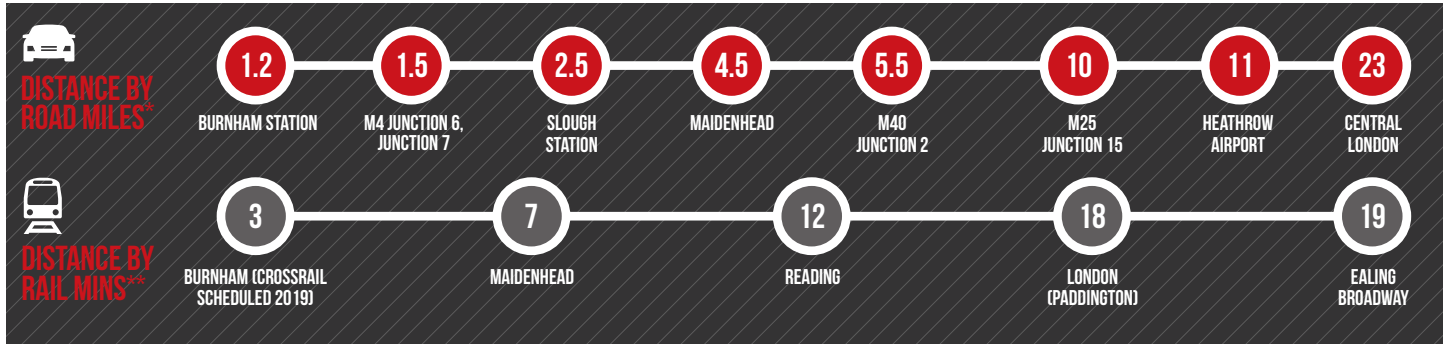 DISTANCE BY
ROAD MILES*
1.2
1.5
2.5
4.5
5.5
10
11
23
BURNHAM STATION
M4 JUNCTION 6,
JUNCTION 7
SLOUGH
STATION
MAIDENHEAD
M40
JUNCTION 2
M25
JUNCTION 15
HEATHROW
AIRPORT
CENTRAL
LONDON
DISTANCE BY
RAIL MINS**
3
7
12
18
19
BURNHAM (CROSSRAIL
SCHEDULED 2019)
MAIDENHEAD
READING
LONDON
(PADDINGTON)
EALING
BROADWAY